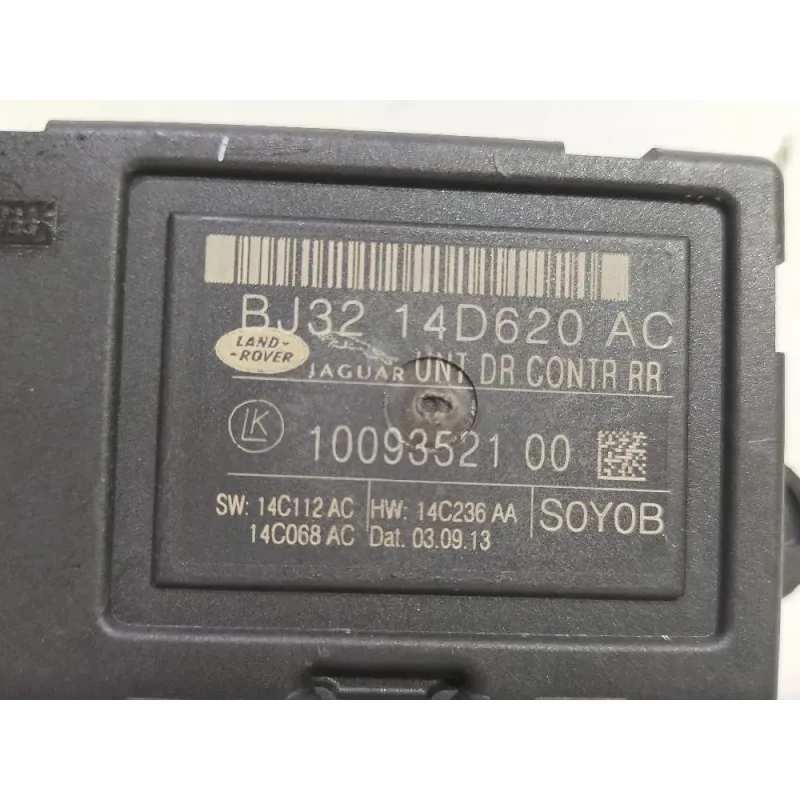 BJ32 14D620 AC
LAND-
-ROVER
JAGUAR UNT DR CONTR RR
LK 10093521 00
SW: 14C112 AC HW: 14C236 AA S0Y0B
14C068 AC Dat. 03.09.13